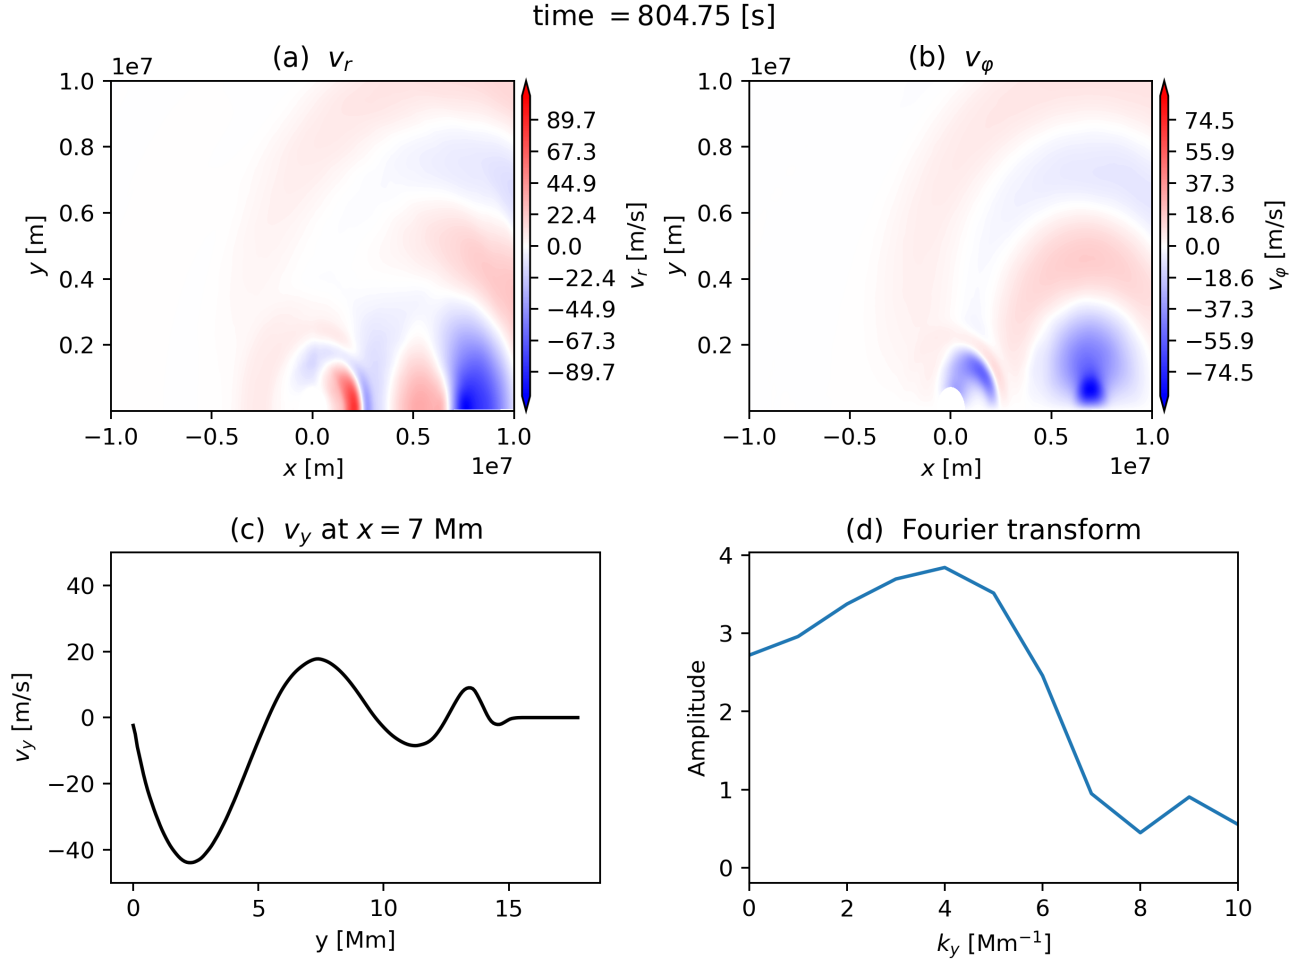 time = 804.75 [s]
(a) v_r
1e7
1.0
0.8
0.6
0.4
0.2
y [m]
−1.0 −0.5 0.0 0.5 1.0
x [m]
1e7
89.7
67.3
44.9
22.4
0.0
−22.4
−44.9
−67.3
−89.7
v_r [m/s]
(b) v_φ
1e7
1.0
0.8
0.6
0.4
0.2
y [m]
−1.0 −0.5 0.0 0.5 1.0
x [m]
1e7
74.5
55.9
37.3
18.6
0.0
−18.6
−37.3
−55.9
−74.5
v_φ [m/s]
(c) v_y at x = 7 Mm
40
20
0
−20
−40
v_y [m/s]
0 5 10 15
y [Mm]
(d) Fourier transform
4
3
2
1
0
Amplitude
0 2 4 6 8 10
k_y [Mm⁻¹]